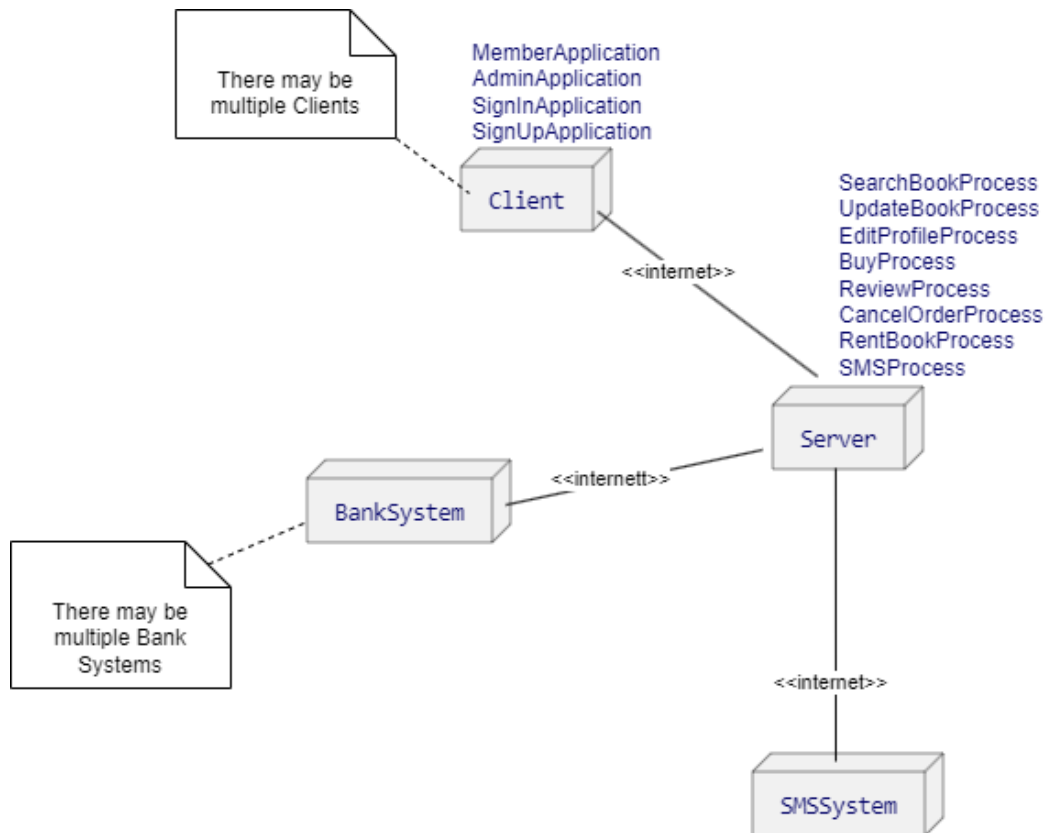 There may be
multiple Clients
MemberApplication
AdminApplication
SignInApplication
SignUpApplication
Client
<<internet>>
SearchBookProcess
UpdateBookProcess
EditProfileProcess
BuyProcess
ReviewProcess
CancelOrderProcess
RentBookProcess
SMSProcess
Server
<<internett>>
BankSystem
There may be
multiple Bank
Systems
<<internet>>
SMSSystem